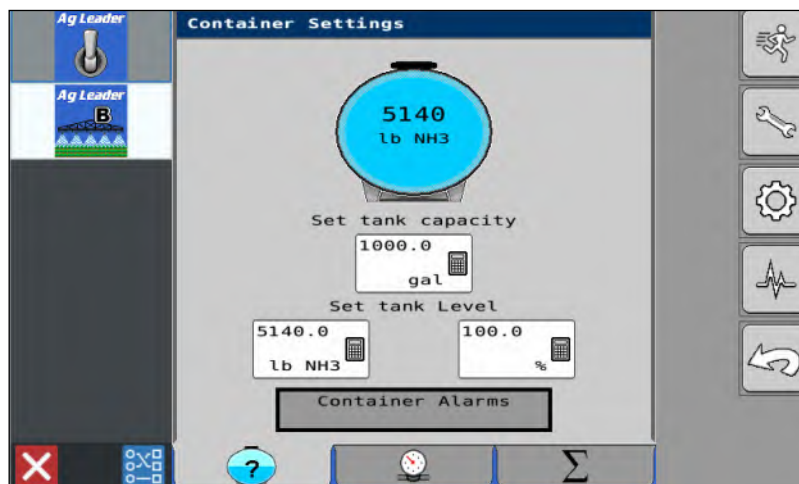 Ag Leader
Container Settings
Ag Leader
B
5140
lb NH3
Set tank capacity
1000.0
gal
Set tank Level
5140.0
lb NH3
100.0
%
Container Alarms
?
Σ